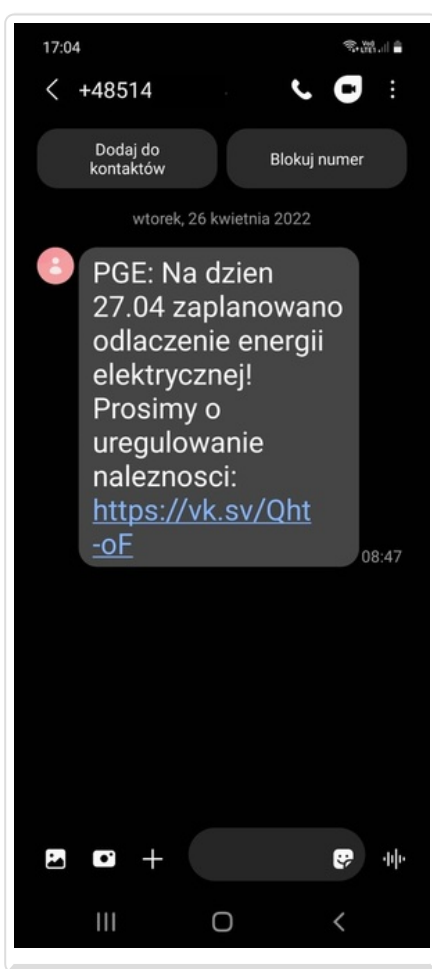 17:04
+48514
Dodaj do
kontaktów
Blokuj numer
wtorek, 26 kwietnia 2022
PGE: Na dzien
27.04 zaplanowano
odlaczenie energii
elektrycznej!
Prosimy o
uregulowanie
naleznosci:
https://vk.sv/Qht
-oF
08:47